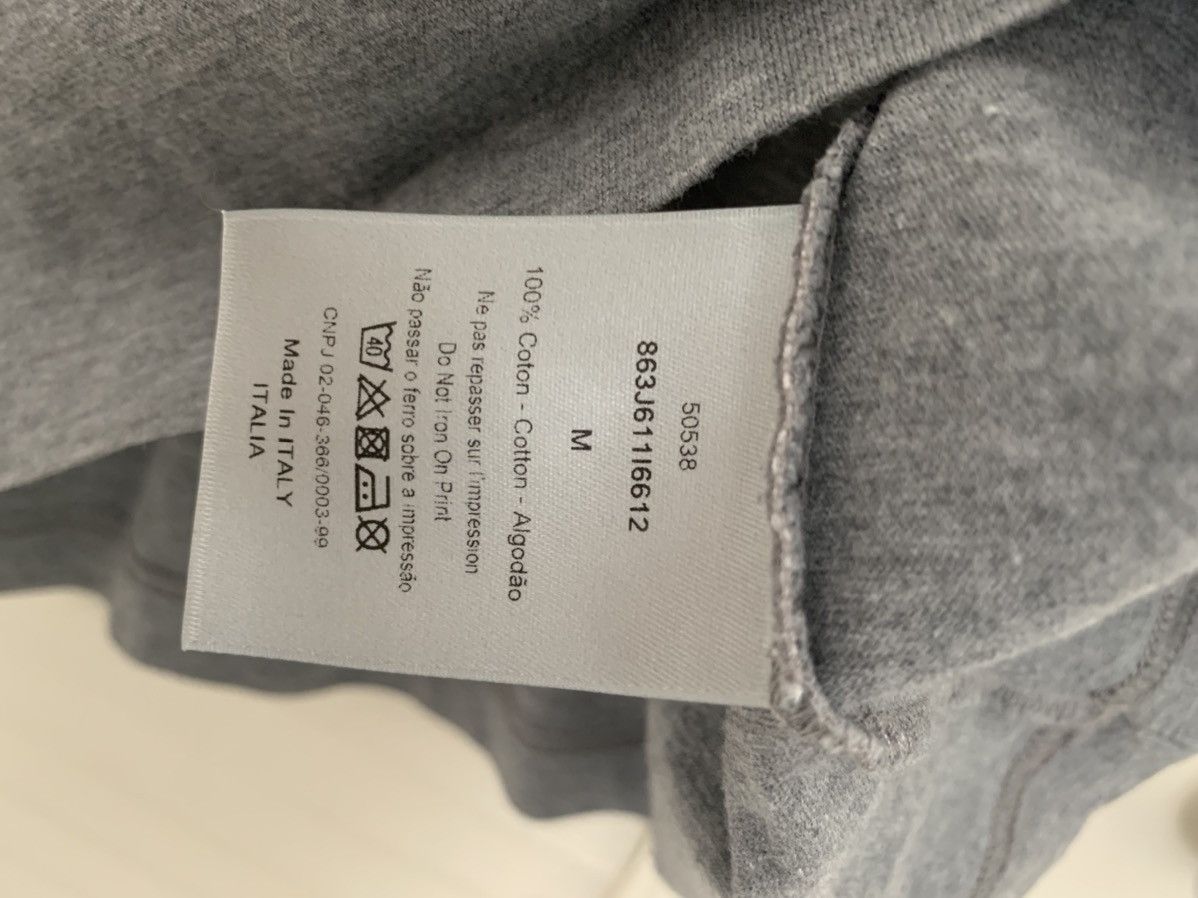 50538
863J611I6612
M
100% Coton - Cotton - Algodão
Ne pas repasser sur l'impression
Do Not Iron On Print
Não passar o ferro sobre a impressão
40
CNPJ 02-046-366/0003-99
Made In ITALY
ITALIA